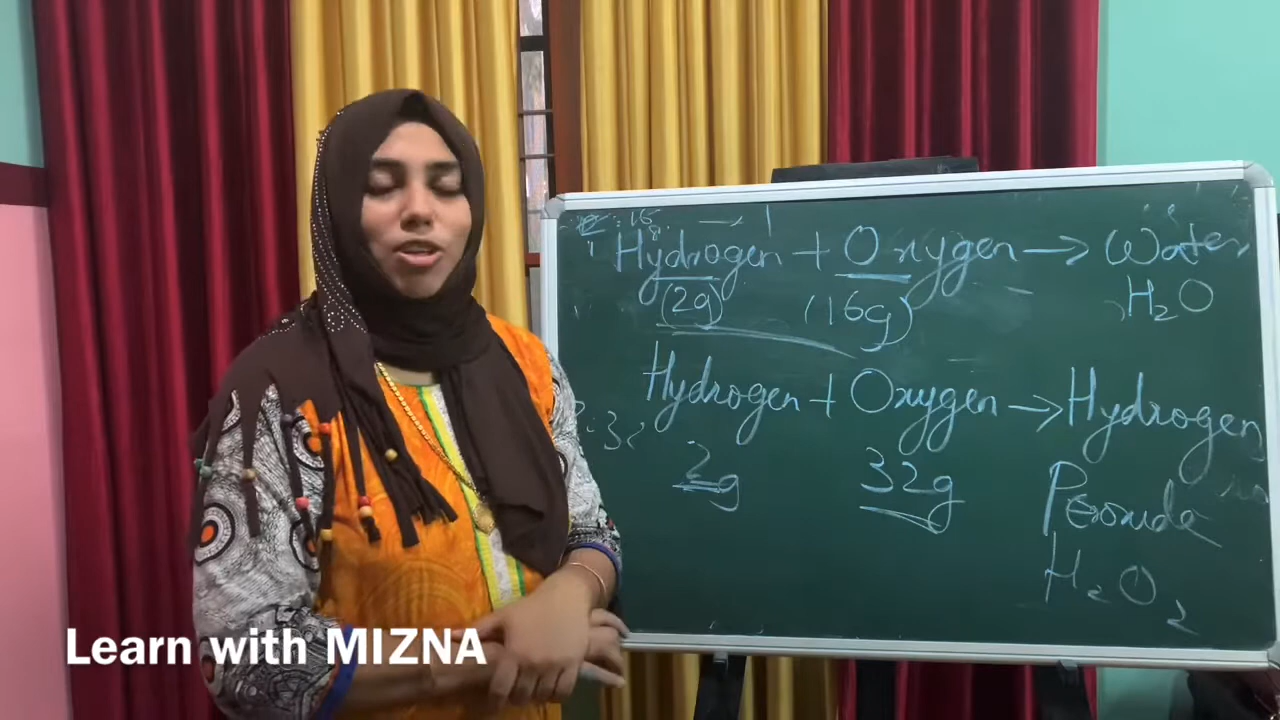 Hydrogen + Oxygen → Water
(2g) (16g) H₂O
Hydrogen + Oxygen → Hydrogen
2g 32g Peroxide
H₂O₂
Learn with MIZNA